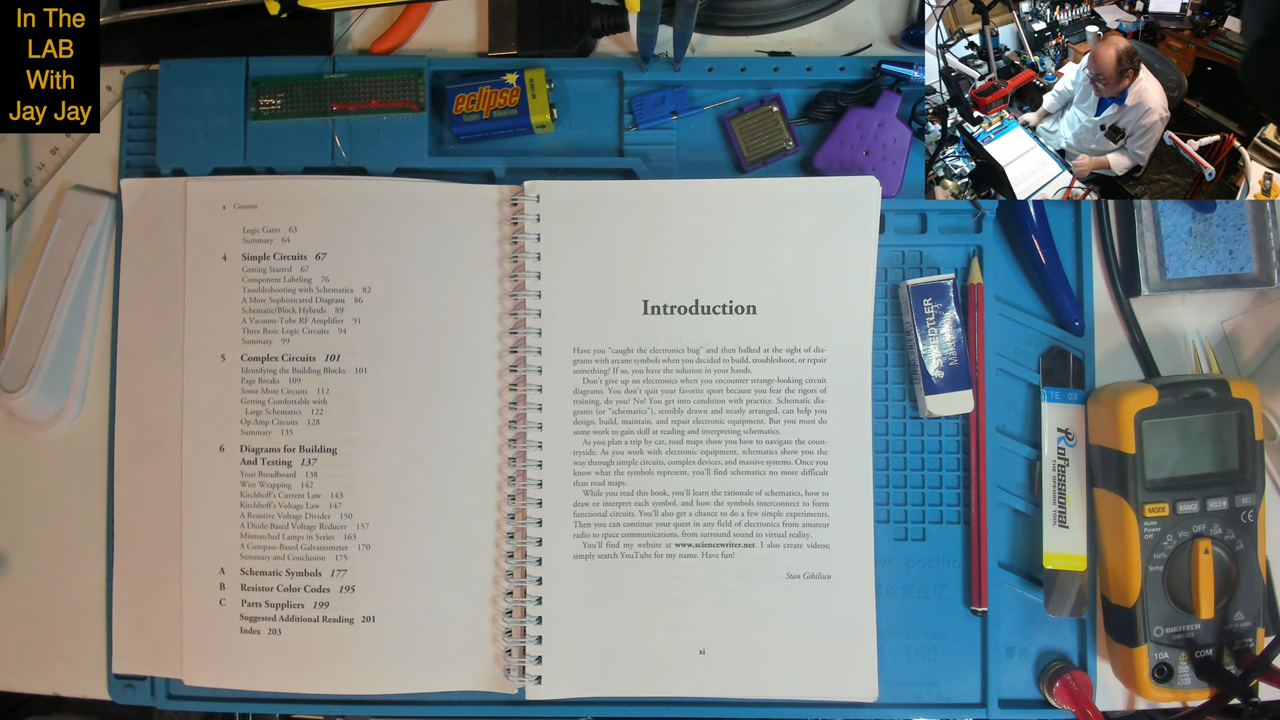 In The
LAB
With
Jay Jay
eclipse
Super Alkaline
x Contents
Logic Gates 63
Summary 64
4 Simple Circuits 67
Getting Started 67
Component Labeling 76
Troubleshooting with Schematics 82
A More Sophisticated Diagram 86
Schematic/Block Hybrids 89
A Vacuum-Tube RF Amplifier 91
Three Basic Logic Circuits 94
Summary 99
5 Complex Circuits 101
Identifying the Building Blocks 101
Page Breaks 109
Some More Circuits 112
Getting Comfortable with
Large Schematics 122
Op Amp Circuits 128
Summary 135
6 Diagrams for Building
And Testing 137
Your Breadboard 138
Wire Wrapping 142
Kirchhoff's Current Law 143
Kirchhoff's Voltage Law 147
A Resistive Voltage Divider 150
A Diode-Based Voltage Reducer 157
Mismatched Lamps in Series 163
A Compass-Based Galvanometer 170
Summary and Conclusion 175
A Schematic Symbols 177
B Resistor Color Codes 195
C Parts Suppliers 199
Suggested Additional Reading 201
Index 203
Introduction
Have you "caught the electronics bug" and then balked at the sight of dia-
grams with arcane symbols when you decided to build, troubleshoot, or repair
something? If so, you have the solution in your hands.
Don't give up on electronics when you encounter strange-looking circuit
diagrams. You don't quit your favorite sport because you fear the rigors of
training, do you? No! You get into condition with practice. Schematic dia-
grams (or "schematics"), sensibly drawn and neatly arranged, can help you
design, build, maintain, and repair electronic equipment. But you must do
some work to gain skill at reading and interpreting schematics.
As you plan a trip by car, road maps show you how to navigate the coun-
tryside. As you work with electronic equipment, schematics show you the
way through simple circuits, complex devices, and massive systems. Once you
know what the symbols represent, you'll find schematics no more difficult
than road maps.
While you read this book, you'll learn the rationale of schematics, how to
draw or interpret each symbol, and how the symbols interconnect to form
functional circuits. You'll also get a chance to do a few simple experiments.
Then you can continue your quest in any field of electronics from amateur
radio to space communications, from surround sound to virtual reality.
You'll find my website at www.sciencewriter.net. I also create videos;
simply search YouTube for my name. Have fun!
Stan Gibilisco
xi
STAEDTLER
Mars
TE - 03
Professional
THE OPENING TOOL
MODE RANGE HOLD REL
Auto
Power
Off
OFF
10A
Hz%
Temp
CE
DIGITECH
10A
COM